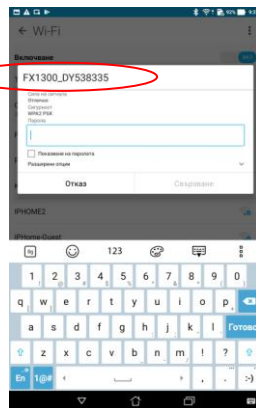 Wi-Fi
Включване
FX1300_DY538335
Сила на сигнала
Отлично
Сигурност
WPA2 PSK
Парола
Показване на паролата
Разширени опции
Отказ
Свързване
IPHOME2
IPHome-Guest
123
1 2 3 4 5 6 7 8 9 0
q w e r t y u i o p
a s d f g h j k l Готово
z x c v b n m ! ?
En 1@# , . :-)